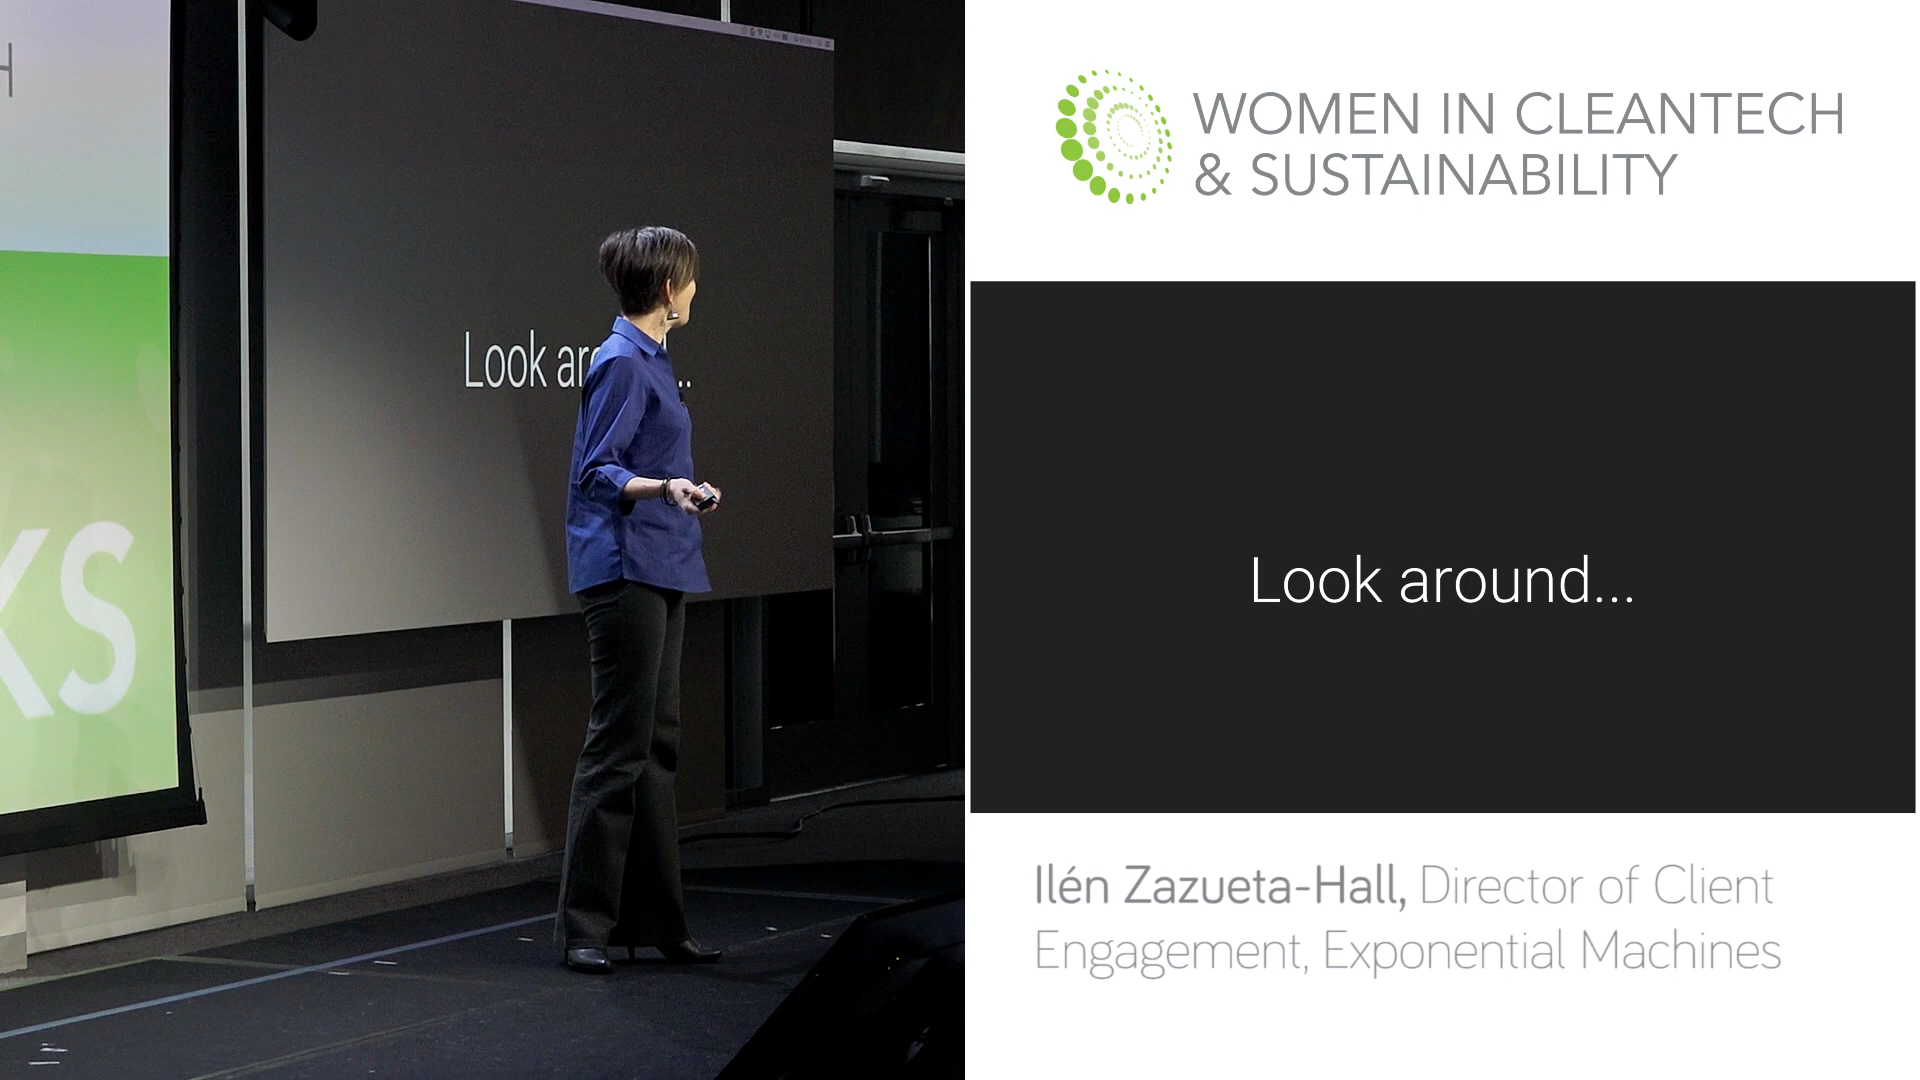 H
KS
Look ar
..
WOMEN IN CLEANTECH
& SUSTAINABILITY
Look around...
Ilén Zazueta-Hall, Director of Client
Engagement, Exponential Machines